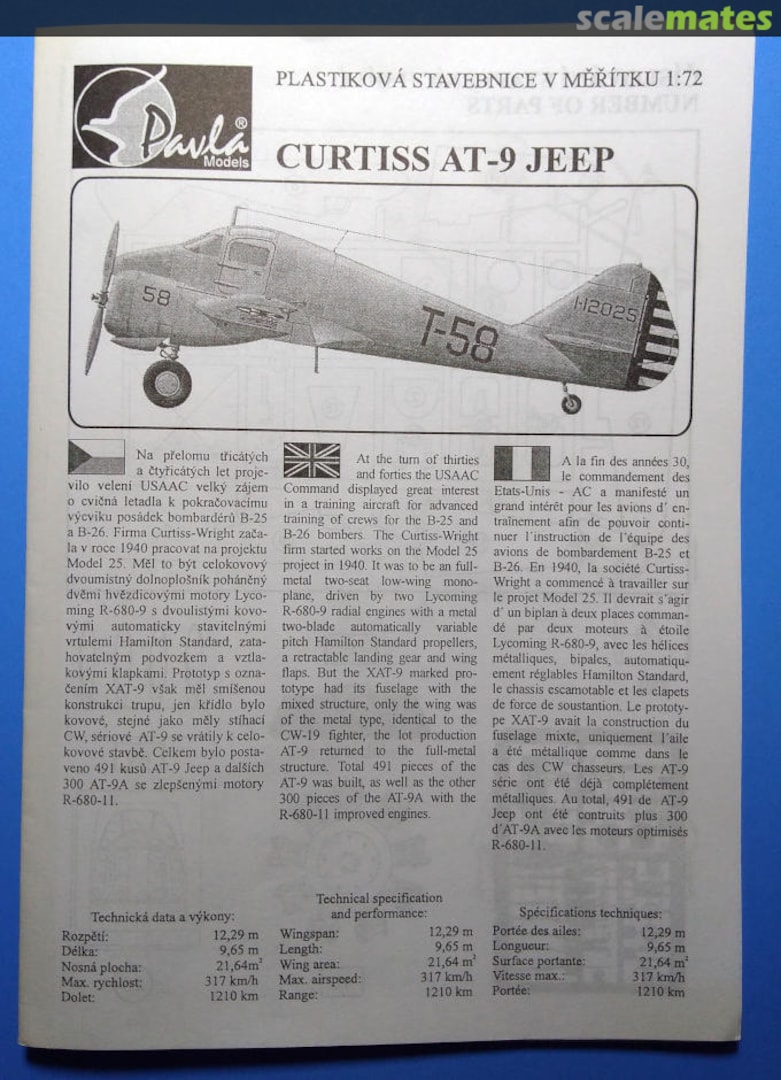 scalemates
Pavla®
Models
PLASTIKOVÁ STAVEBNICE V MĚŘÍTKU 1:72
NUMBER OF PARTS
CURTISS AT-9 JEEP
58
T-58
1-12025
Na přelomu třicátých
a čtyřicátých let proje-
vilo velení USAAC velký zájem
o cvičná letadla k pokračovacímu
výcviku posádek bombardérů B-25
a B-26. Firma Curtiss-Wright zača-
la v roce 1940 pracovat na projektu
Model 25. Měl to být celokovový
dvoumístný dolnoplošník poháněný
dvěmi hvězdicovými motory Lyco-
ming R-680-9 s dvoulistými kovo-
vými automaticky stavitelnými
vrtulemi Hamilton Standard, zata-
hovatelným podvozkem a vztla-
kovými klapkami. Prototyp s ozna-
čením XAT-9 však měl smíšenou
konstrukci trupu, jen křídlo bylo
kovové, stejné jako měly stíhací
CW, sériové AT-9 se vrátily k celo-
kovové stavbě. Celkem bylo posta-
veno 491 kusů AT-9 Jeep a dalších
300 AT-9A se zlepšenými motory
R-680-11.
At the turn of thirties
and forties the USAAC
Command displayed great interest
in a training aircraft for advanced
training of crews for the B-25 and
B-26 bombers. The Curtiss-Wright
firm started works on the Model 25
project in 1940. It was to be an full-
metal two-seat low-wing mono-
plane, driven by two Lycoming
R-680-9 radial engines with a metal
two-blade automatically variable
pitch Hamilton Standard propellers,
a retractable landing gear and wing
flaps. But the XAT-9 marked pro-
totype had its fuselage with the
mixed structure, only the wing was
of the metal type, identical to the
CW-19 fighter, the lot production
AT-9 returned to the full-metal
structure. Total 491 pieces of the
AT-9 was built, as well as the other
300 pieces of the AT-9A with the
R-680-11 improved engines.
A la fin des années 30,
le commandement des
Etats-Unis - AC a manifesté un
grand intérêt pour les avions d' en-
traînement afin de pouvoir conti-
nuer l'instruction de l'équipe des
avions de bombardement B-25 et
B-26. En 1940, la société Curtiss-
Wright a commencé à travailler sur
le projet Model 25. Il devrait s'agir
d' un biplan à deux places comman-
dé par deux moteurs à étoile
Lycoming R-680-9, avec les hélices
métalliques, bipales, automatiqu-
ement réglables Hamilton Standard,
le chassis escamotable et les clapets
de force de soustantion. Le prototy-
pe XAT-9 avait la construction du
fuselage mixte, uniquement l'aile
a été métallique comme dans le
cas des CW chasseurs. Les AT-9
série ont été déjà complétement
métalliques. Au total, 491 de AT-9
Jeep ont été contruits plus 300
d'AT-9A avec les moteurs optimisés
R-680-11.
Technická data a výkony:
Rozpětí: 12,29 m
Délka: 9,65 m
Nosná plocha: 21,64m²
Max. rychlost: 317 km/h
Dolet: 1210 km
Technical specification
and performance:
Wingspan: 12,29 m
Length: 9,65 m
Wing area: 21,64 m²
Max. airspeed: 317 km/h
Range: 1210 km
Spécifications techniques:
Portée des ailes: 12,29 m
Longueur: 9,65 m
Surface portante: 21,64 m²
Vitesse max.: 317 km/h
Portée: 1210 km